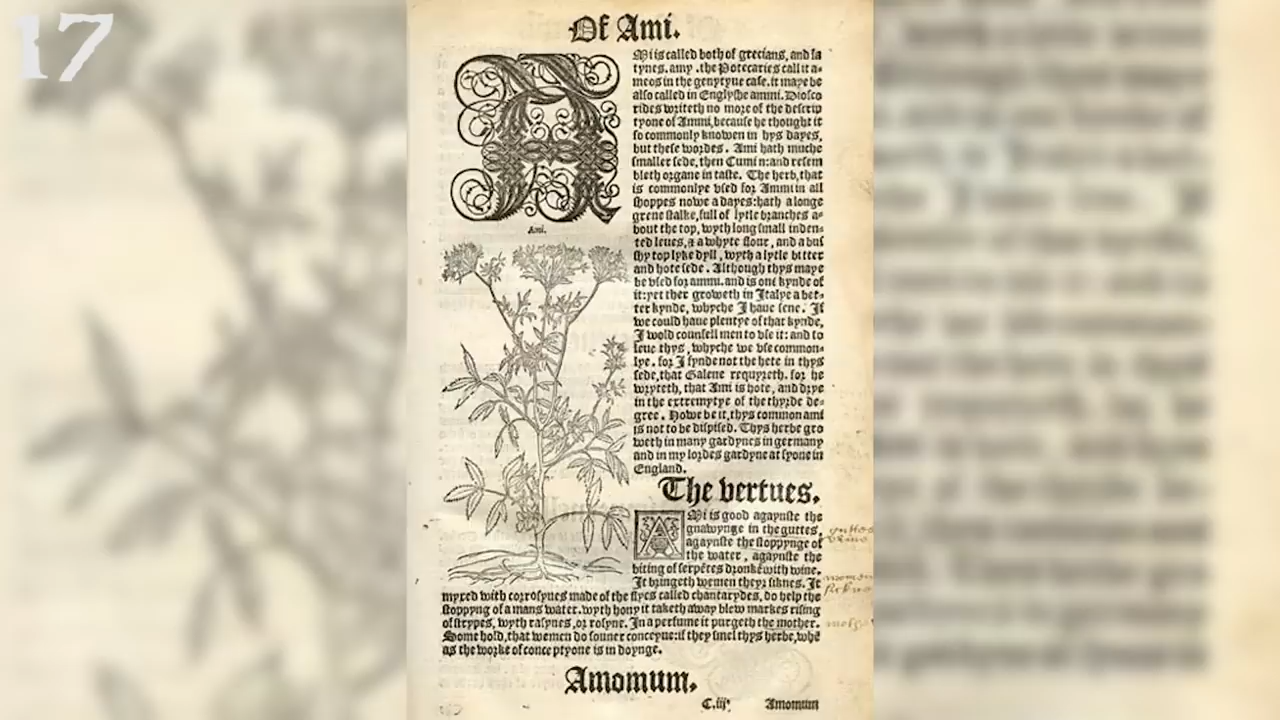 17
Of Ami.
AMi is called both of grecians, and la
tynes. amy .the Potecaries call it a=
meos in the genytyue case. it maye be
also called in Englyshe ammi. Diosco
rides writeth no more of the descrip
tyone of Ammi, because he thought it
so commonly knowen in hys dayes,
but these wordes. Ami hath muche
smaller sede, then Cumin: and resem
bleth organe in taste. The herb, that
is commonlye vsed for Ammi in all
shoppes nowe a dayes: hath a longe
grene stalke, full of lytle branches a=
bout the top, wyth long small inden=
ted leues, & a whyte flour, and a bus
shy top lyke dyll, wyth a lytle bitter
and hote sede. Although thys maye
be vsed for ammi. and is one kynde of
it: yet ther groweth in Italye a bet=
ter kynde, whyche I haue sene. If
we could haue plentye of that kynde,
I wold counsell men to vse it: and to
leue thys, whyche we vse common=
lye. for I fynde not the hete in thys
sede, that Galene requyreth. for he
wryteth, that Ami is hote, and drye
in the extremytye of the thyrde de=
gree. Howe be it, thys common ami
is not to be dispised. Thys herbe gro
weth in many gardynes in germany
and in my lordes gardyne at syone in
England.
Ami.
The vertues.
AMi is good agaynste the
gnawynge in the guttes,
agaynste the stoppynge of
the water, agaynste the
biting of serpētes dronkē with wine.
It bringeth wemen theyr siknes. It
myxed with corrosyues made of the flyes called chantarydes, do help the
stoppyng of a mans water. wyth hony it taketh away blew markes rising
of strypes, wyth rasynes, or rosyne. In a perfume it purgeth the mother.
Some hold, that wemen do souner conceyue: if they smel thys herbe, whē
as the worke of conceptyone is in doynge.
Amomum.
C.iij. Amomum